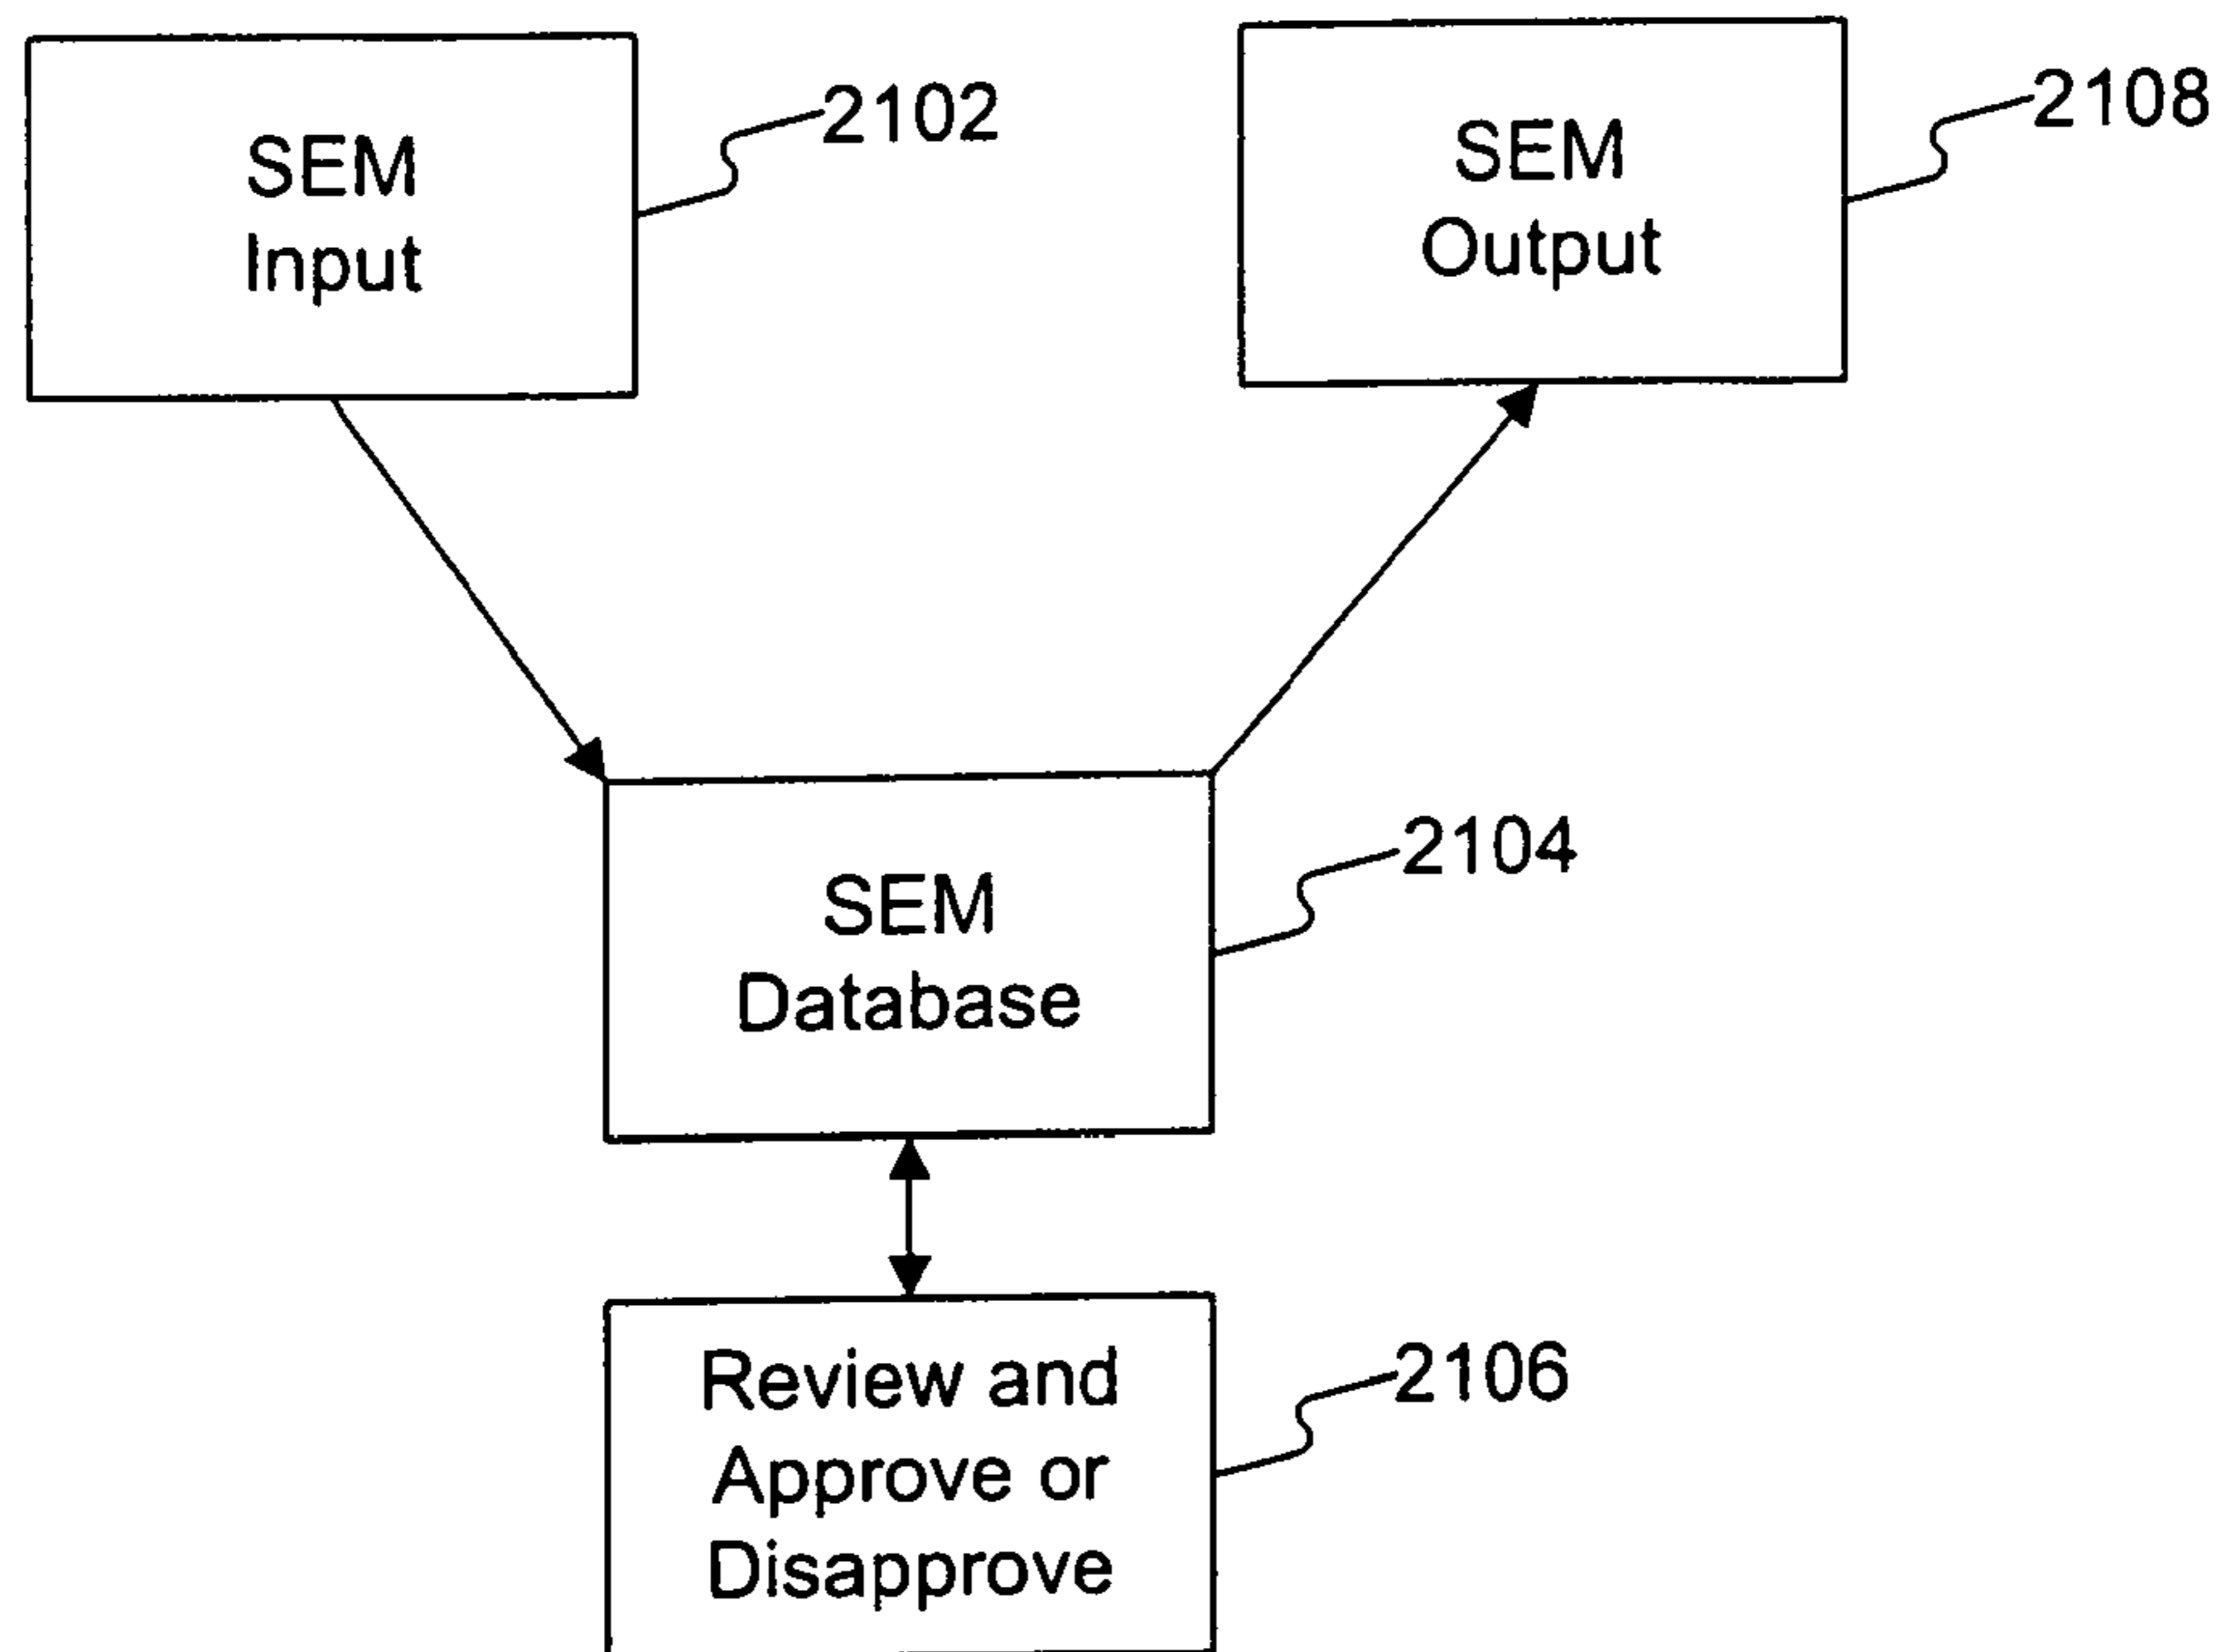 SEM
Input
2102
SEM
Output
2108
SEM
Database
2104
Review and
Approve or
Disapprove
2106